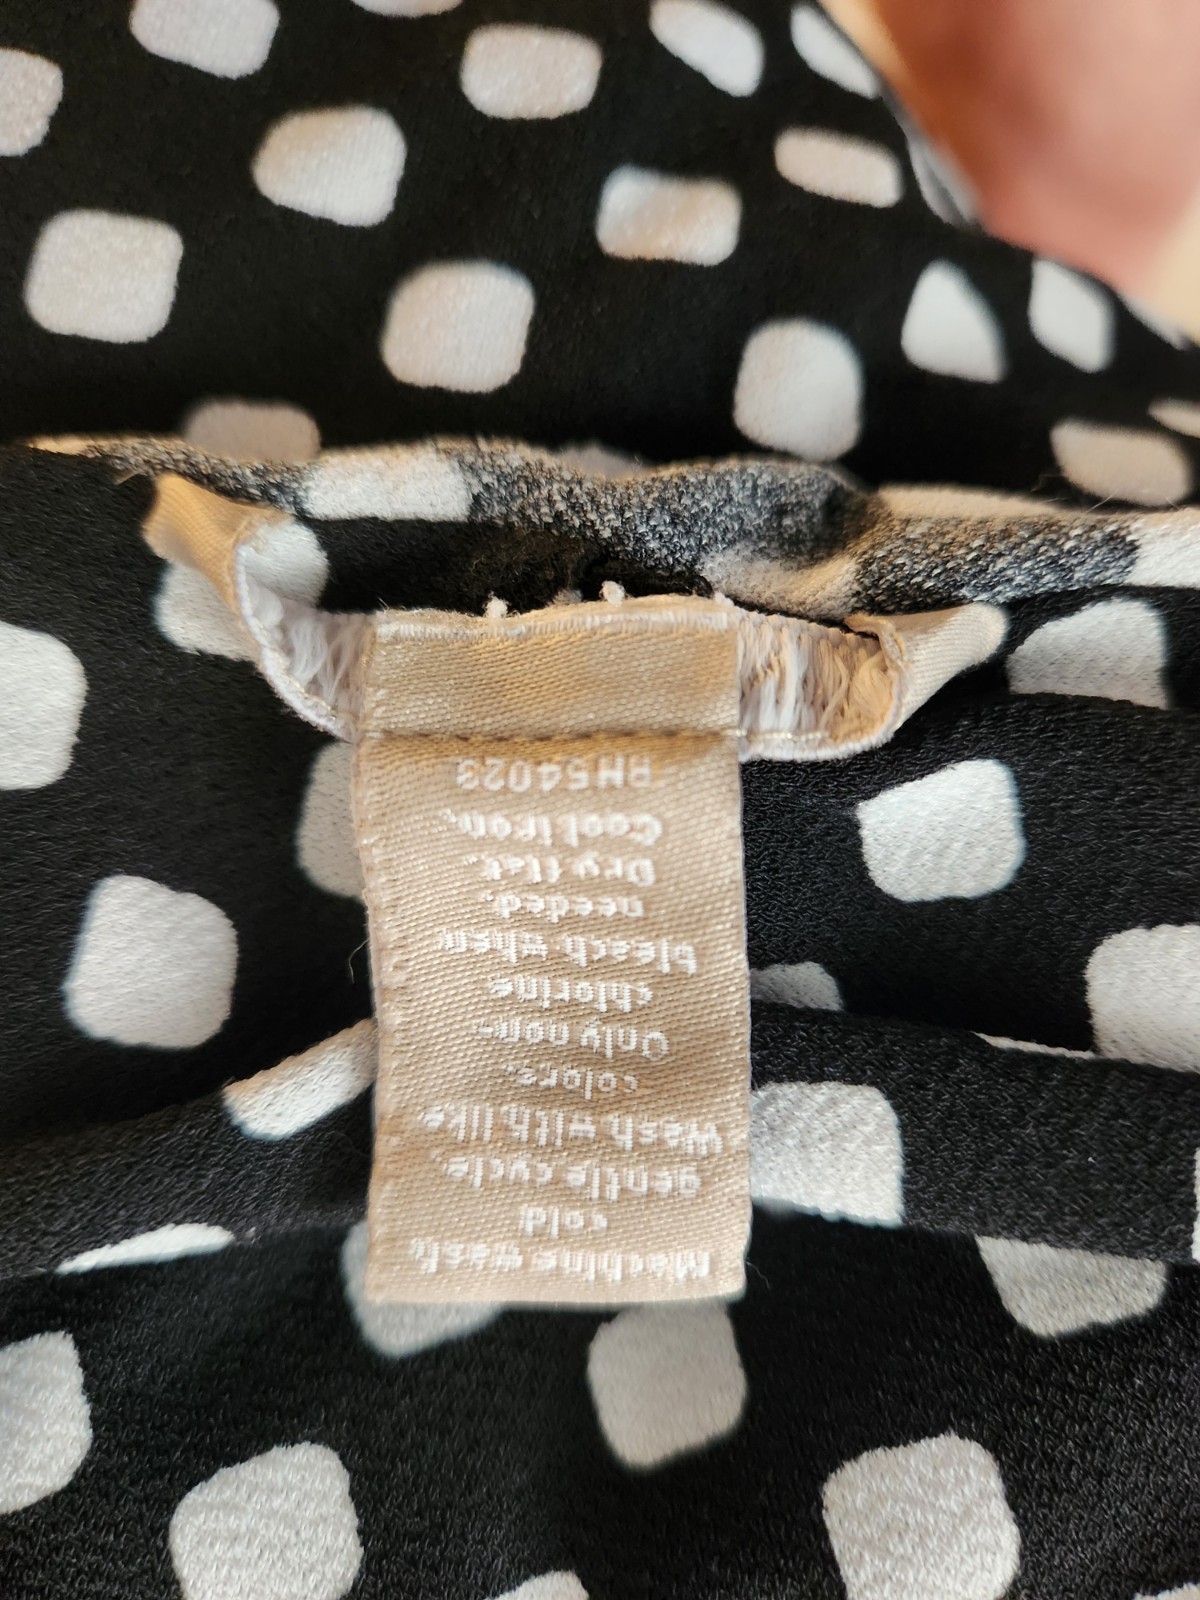 Machine wash
cold
gentle cycle.
Wash with like
colors.
Only non-
chlorine
bleach when
needed.
Dry flat.
Cool iron.
RN54023